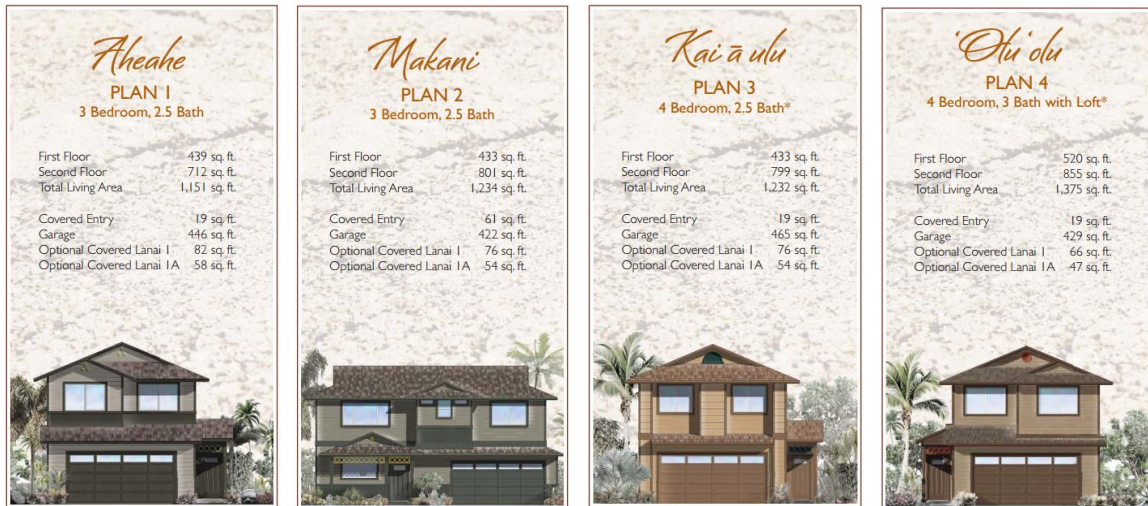 Aheahe
PLAN 1
3 Bedroom, 2.5 Bath
First Floor 439 sq. ft.
Second Floor 712 sq. ft.
Total Living Area 1,151 sq. ft.
Covered Entry 19 sq. ft.
Garage 446 sq. ft.
Optional Covered Lanai 1 82 sq. ft.
Optional Covered Lanai 1A 58 sq. ft.
Makani
PLAN 2
3 Bedroom, 2.5 Bath
First Floor 433 sq. ft.
Second Floor 801 sq. ft.
Total Living Area 1,234 sq. ft.
Covered Entry 61 sq. ft.
Garage 422 sq. ft.
Optional Covered Lanai 1 76 sq. ft.
Optional Covered Lanai 1A 54 sq. ft.
Kai ā ulu
PLAN 3
4 Bedroom, 2.5 Bath*
First Floor 433 sq. ft.
Second Floor 799 sq. ft.
Total Living Area 1,232 sq. ft.
Covered Entry 19 sq. ft.
Garage 465 sq. ft.
Optional Covered Lanai 1 76 sq. ft.
Optional Covered Lanai 1A 54 sq. ft.
ʻOluʻolu
PLAN 4
4 Bedroom, 3 Bath with Loft*
First Floor 520 sq. ft.
Second Floor 855 sq. ft.
Total Living Area 1,375 sq. ft.
Covered Entry 19 sq. ft.
Garage 429 sq. ft.
Optional Covered Lanai 1 66 sq. ft.
Optional Covered Lanai 1A 47 sq. ft.